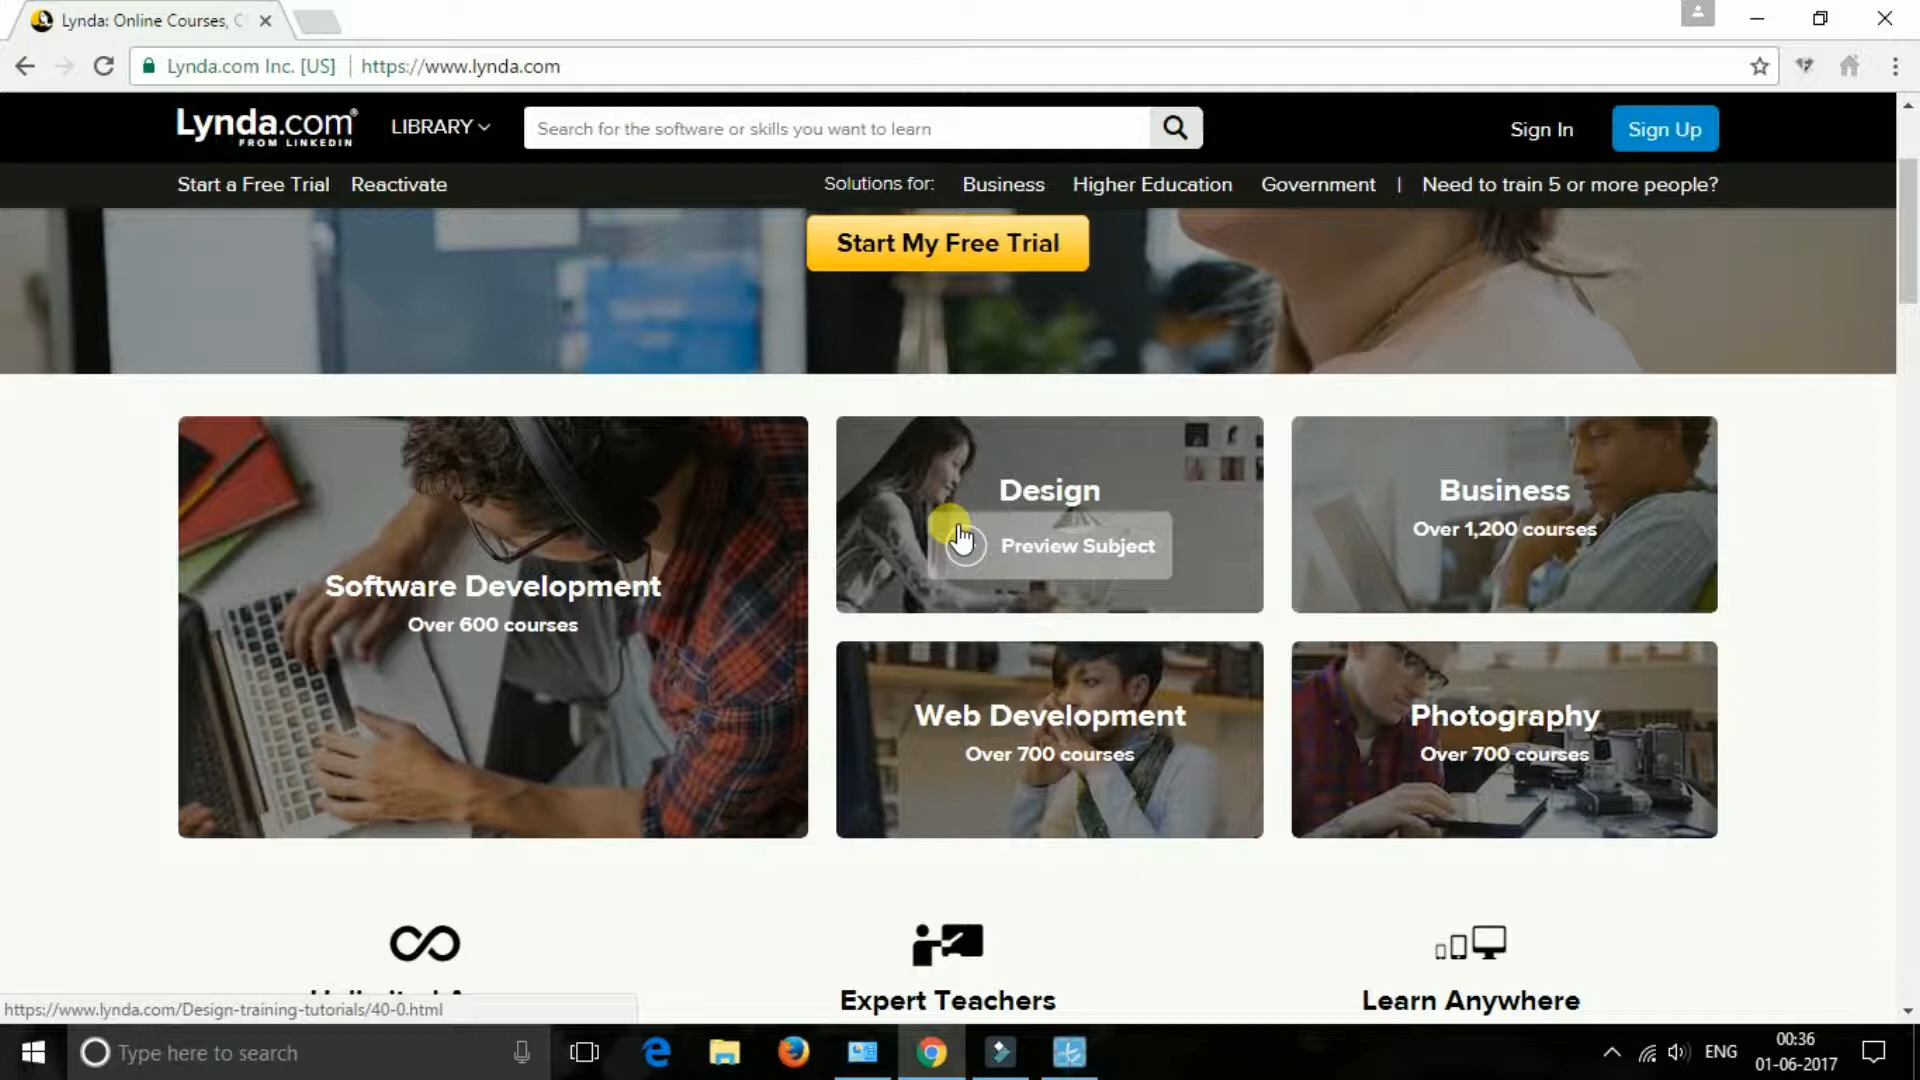 Lynda: Online Courses, C
Lynda.com Inc. [US] | https://www.lynda.com
Lynda.com®
FROM LINKEDIN
LIBRARY
Search for the software or skills you want to learn
Sign In
Sign Up
Start a Free Trial
Reactivate
Solutions for:
Business
Higher Education
Government
|
Need to train 5 or more people?
Start My Free Trial
Software Development
Over 600 courses
Design
Preview Subject
Business
Over 1,200 courses
Web Development
Over 700 courses
Photography
Over 700 courses
Expert Teachers
Learn Anywhere
https://www.lynda.com/Design-training-tutorials/40-0.html
Type here to search
ENG
00:36
01-06-2017